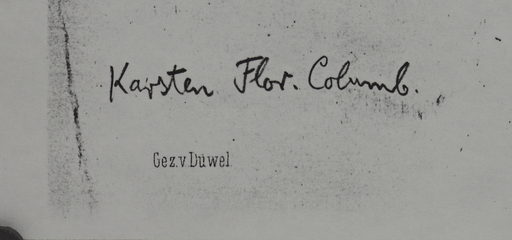 Karsten Flor. Columb.
Gez.v Düwel